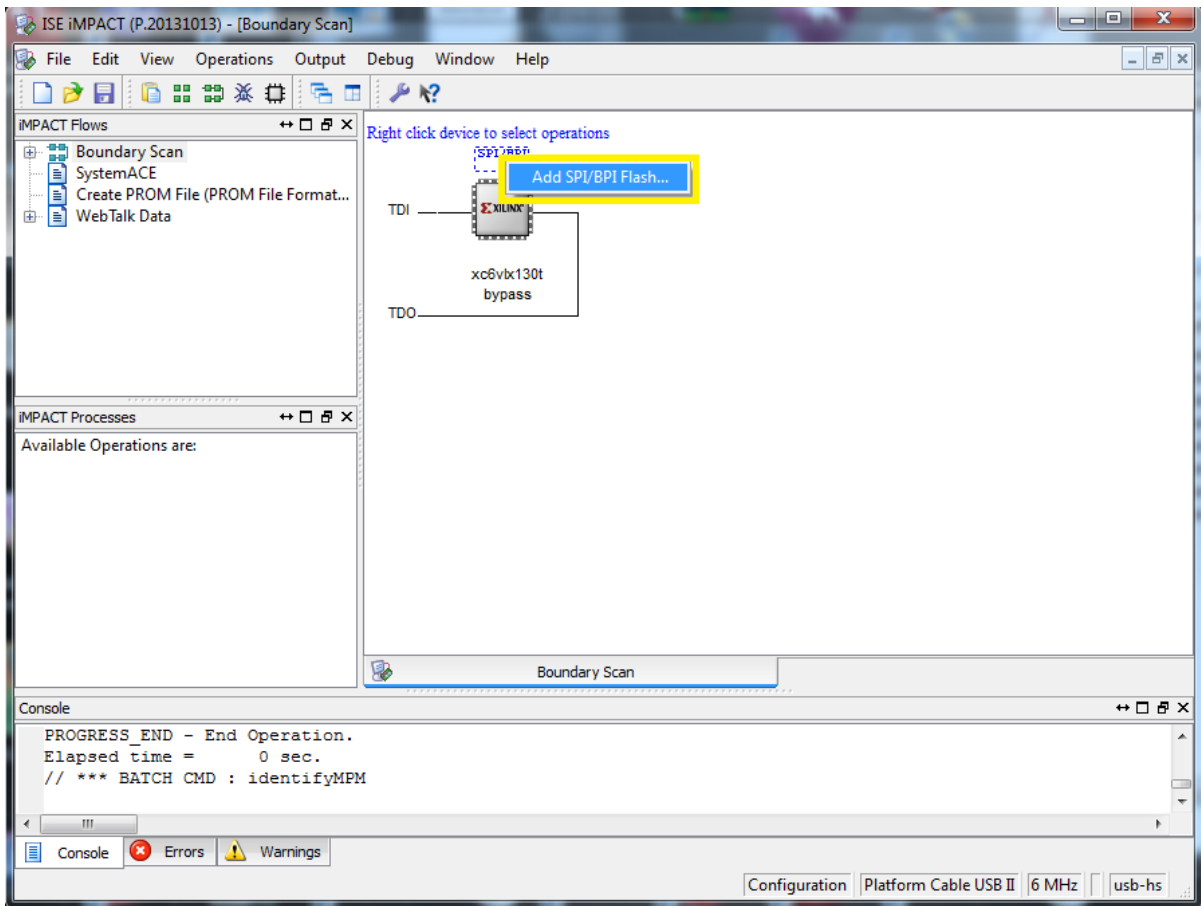 ISE iMPACT (P.20131013) - [Boundary Scan]
File Edit View Operations Output Debug Window Help
iMPACT Flows
Boundary Scan
SystemACE
Create PROM File (PROM File Format...
WebTalk Data
Right click device to select operations
SPI/BPI
Add SPI/BPI Flash...
TDI
XILINX
xc6vlx130t
bypass
TDO
iMPACT Processes
Available Operations are:
Boundary Scan
Console
PROGRESS_END - End Operation.
Elapsed time = 0 sec.
// *** BATCH CMD : identifyMPM
Console Errors Warnings
Configuration Platform Cable USB II 6 MHz usb-hs